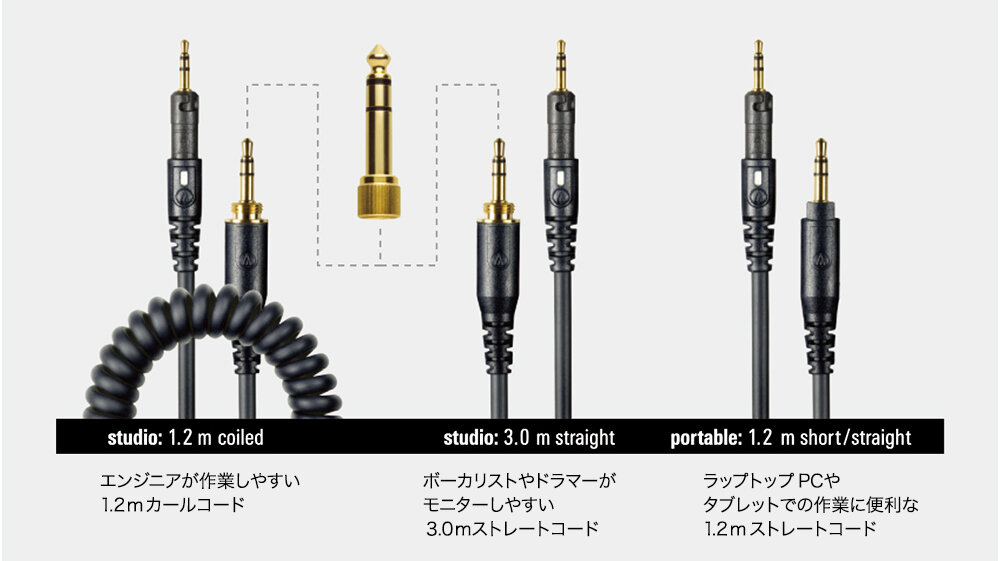 studio: 1.2 m coiled
エンジニアが作業しやすい
1.2mカールコード
studio: 3.0 m straight
ボーカリストやドラマーが
モニターしやすい
3.0mストレートコード
portable: 1.2 m short/straight
ラップトップPCや
タブレットでの作業に便利な
1.2mストレートコード